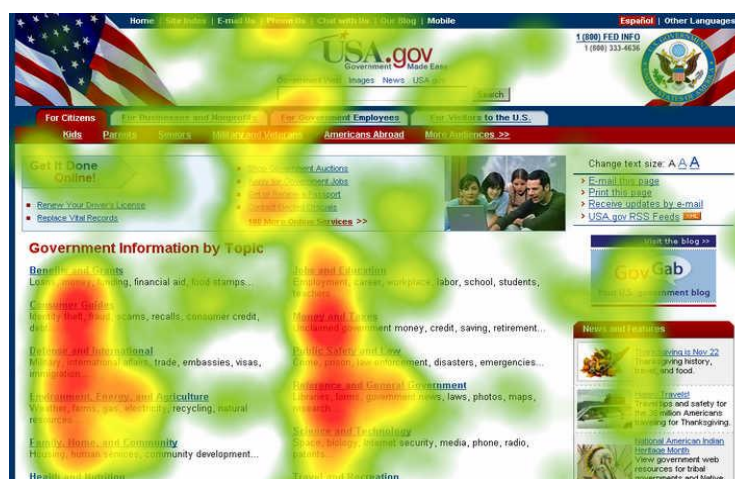 Home | Site Index | E-mail Us | Phone Us | Chat with Us | Our Blog | Mobile
Español | Other Languages
USA.gov
Government Made Easy
1 (800) FED INFO
1 (800) 333-4636
Government Web Images News USA.gov
Search
For Citizens
For Businesses and Nonprofits
For Government Employees
For Visitors to the U.S.
Kids Parents Seniors Military and Veterans Americans Abroad More Audiences >>
Get It Done
Online!
Renew Your Driver's License
Replace Vital Records
Shop Government Auctions
Apply for Government Jobs
Get or Renew a Passport
Contact Elected Officials
100 More Online Services >>
Change text size: A A A
E-mail this page
Print this page
Receive updates by e-mail
USA.gov RSS Feeds XML
Government Information by Topic
Benefits and Grants
Loans, money, funding, financial aid, food stamps...
Consumer Guides
Identity theft, fraud, scams, recalls, consumer credit,
debt...
Defense and International
Military, international affairs, trade, embassies, visas,
immigration...
Environment, Energy, and Agriculture
Weather, farms, gas, electricity, recycling, natural
resources...
Family, Home, and Community
Housing, human services, community development...
Health and Nutrition
Jobs and Education
Employment, career, workplace, labor, school, students,
teachers...
Money and Taxes
Unclaimed government money, credit, saving, retirement...
Public Safety and Law
Crime, prison, law enforcement, disasters, emergencies...
Reference and General Government
Libraries, forms, government news, laws, photos, maps,
research...
Science and Technology
Space, biology, Internet security, media, phone, radio,
patents...
Travel and Recreation
Visit the blog >>
Gov Gab
Your U.S. government blog
News and Features
Thanksgiving is Nov 22
Thanksgiving history,
travel, and food.
Happy Travels!
Travel tips and safety for
the 38 million Americans
traveling for Thanksgiving.
National American Indian
Heritage Month
View government web
resources for tribal
governments and Native